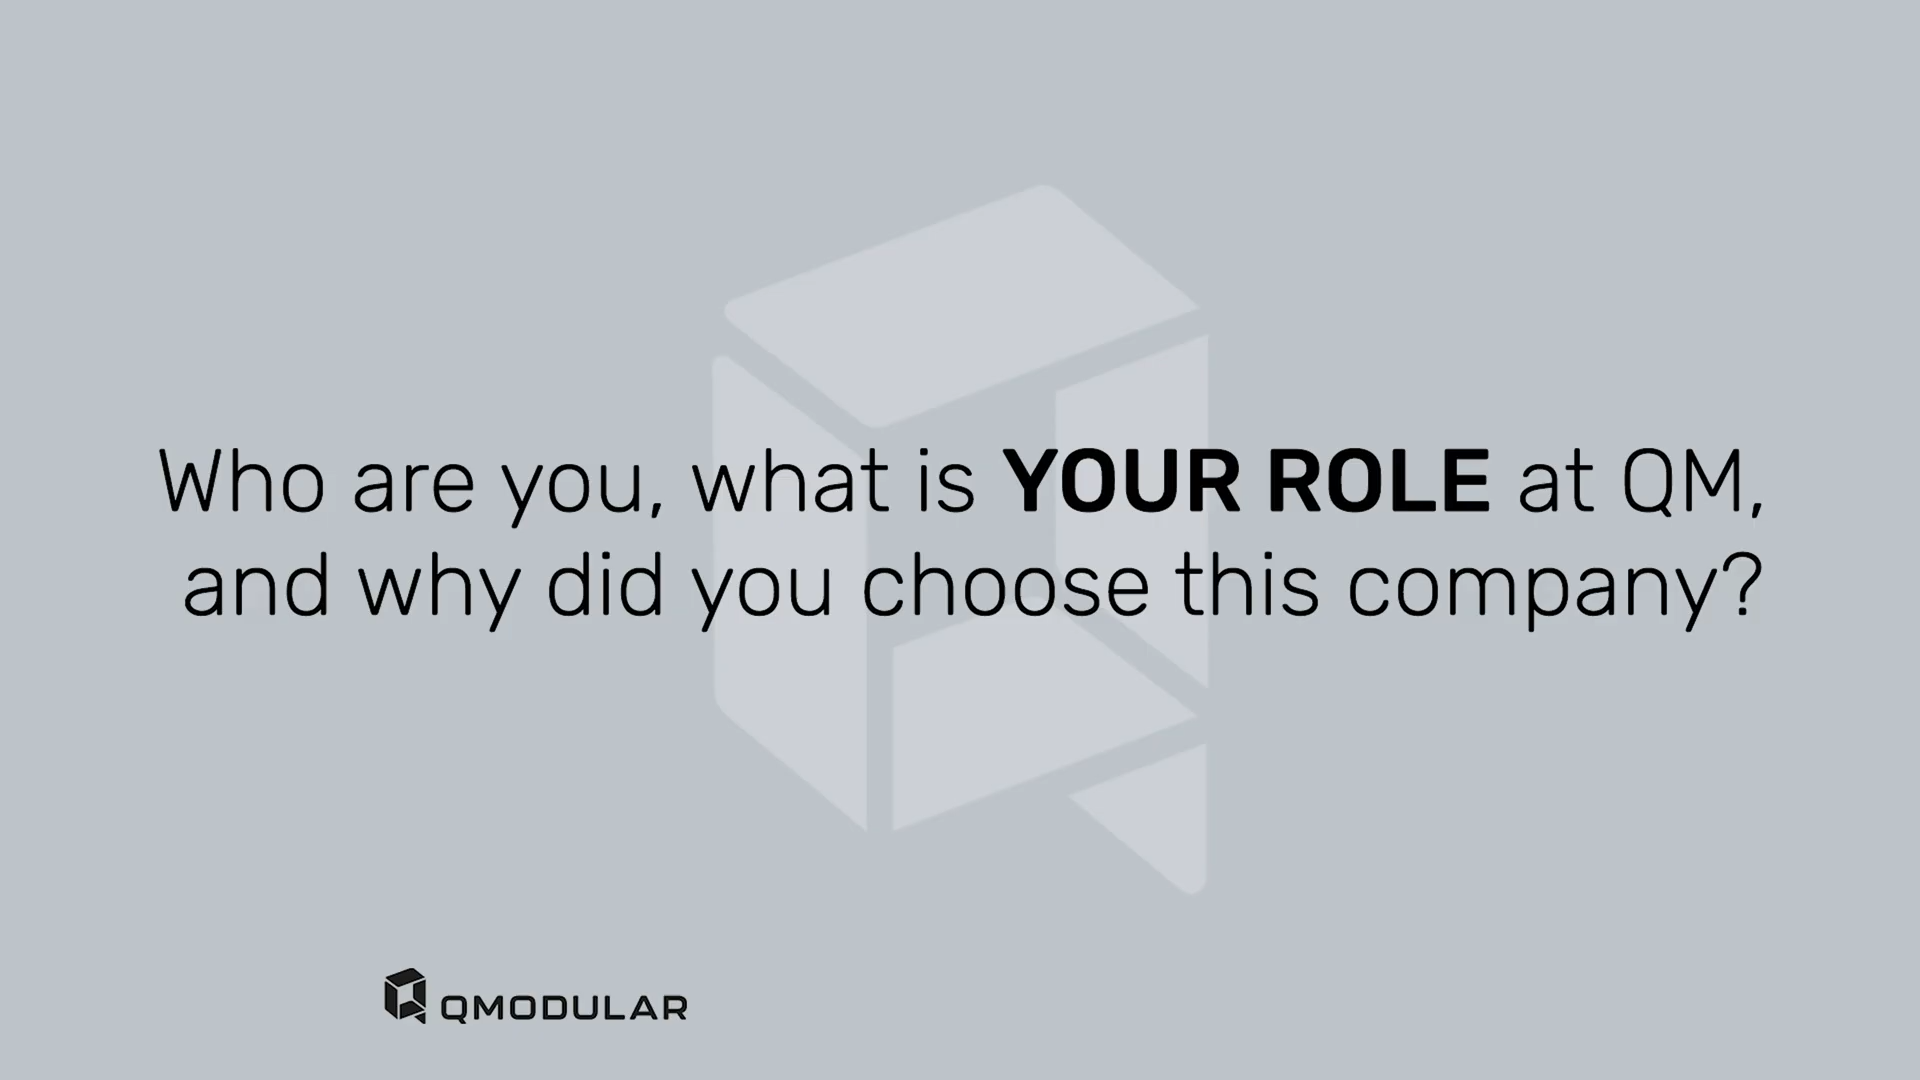 Who are you, what is YOUR ROLE at QM,
and why did you choose this company?
QMODULAR